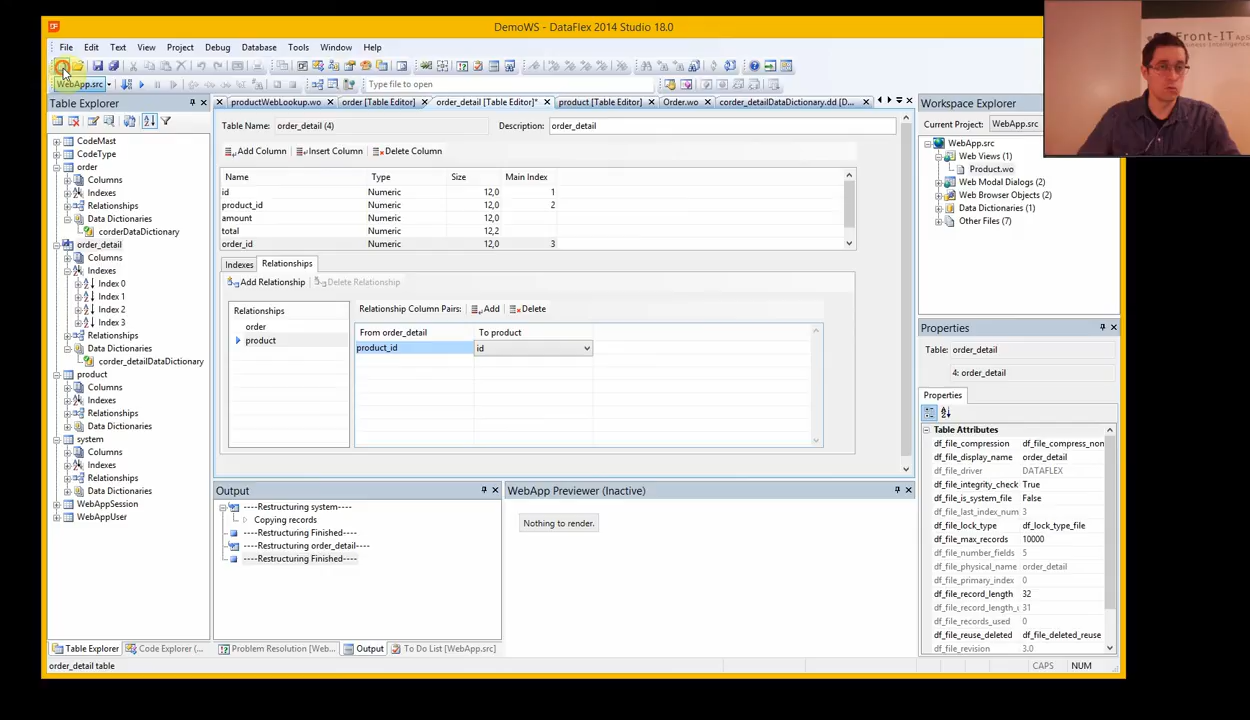 DemoWS - DataFlex 2014 Studio 18.0
File Edit Text View Project Debug Database Tools Window Help
WebApp.src Type file to open
Table Explorer
CodeMast
CodeType
order
Columns
Indexes
Relationships
Data Dictionaries
corderDataDictionary
order_detail
Columns
Indexes
Index 0
Index 1
Index 2
Index 3
Relationships
Data Dictionaries
corder_detailDataDictionary
product
Columns
Indexes
Relationships
Data Dictionaries
system
Columns
Indexes
Relationships
Data Dictionaries
WebAppSession
WebAppUser
Table Explorer Code Explorer (...
productWebLookup.wo order [Table Editor] order_detail [Table Editor]* product [Table Editor] Order.wo corder_detailDataDictionary.dd [D...
Table Name: order_detail (4) Description: order_detail
Add Column Insert Column Delete Column
Name Type Size Main Index
id Numeric 12,0 1
product_id Numeric 12,0 2
amount Numeric 12,0
total Numeric 12,2
order_id Numeric 12,0 3
Indexes Relationships
Add Relationship Delete Relationship
Relationships
order
product
Relationship Column Pairs: Add Delete
From order_detail To product
product_id id
Output
----Restructuring system----
Copying records
----Restructuring Finished----
----Restructuring order_detail----
----Restructuring Finished----
Problem Resolution [Web... Output To Do List [WebApp.src]
WebApp Previewer (Inactive)
Nothing to render.
Workspace Explorer
Current Project: WebApp.src
WebApp.src
Web Views (1)
Product.wo
Web Modal Dialogs (2)
Web Browser Objects (2)
Data Dictionaries (1)
Other Files (7)
Properties
Table: order_detail
4: order_detail
Properties
Table Attributes
df_file_compression df_file_compress_non
df_file_display_name order_detail
df_file_driver DATAFLEX
df_file_integrity_check True
df_file_is_system_file False
df_file_last_index_num 3
df_file_lock_type df_lock_type_file
df_file_max_records 10000
df_file_number_fields 5
df_file_physical_name order_detail
df_file_primary_index 0
df_file_record_length 32
df_file_record_length_u 31
df_file_records_used 0
df_file_reuse_deleted df_file_deleted_reuse
df_file_revision 3.0
order_detail table
CAPS NUM
Front-IT ApS